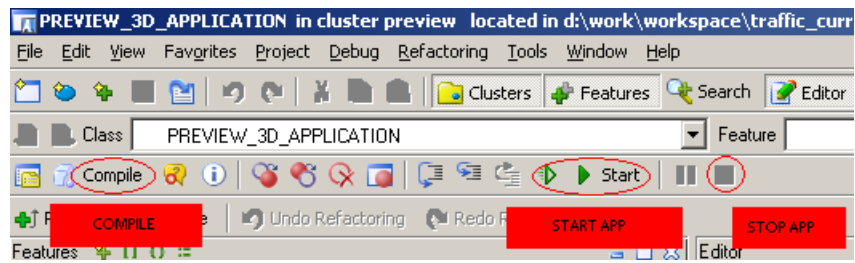 PREVIEW_3D_APPLICATION in cluster preview located in d:\work\workspace\traffic_curr
File Edit View Favorites Project Debug Refactoring Tools Window Help
Clusters Features Search Editor
Class PREVIEW_3D_APPLICATION Feature
Compile Start
Undo Refactoring Redo R
COMPILE START APP STOP APP
Features Editor